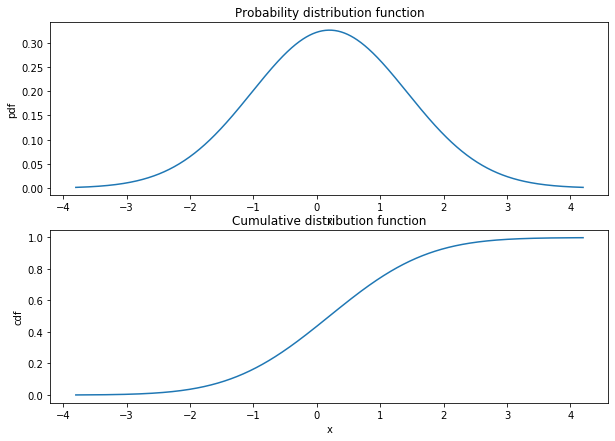 Probability distribution function
0.30
0.25
0.20
0.15
0.10
0.05
0.00
pdf
−4 −3 −2 −1 0 1 2 3 4
x
Cumulative distribution function
1.0
0.8
0.6
0.4
0.2
0.0
cdf
−4 −3 −2 −1 0 1 2 3 4
x